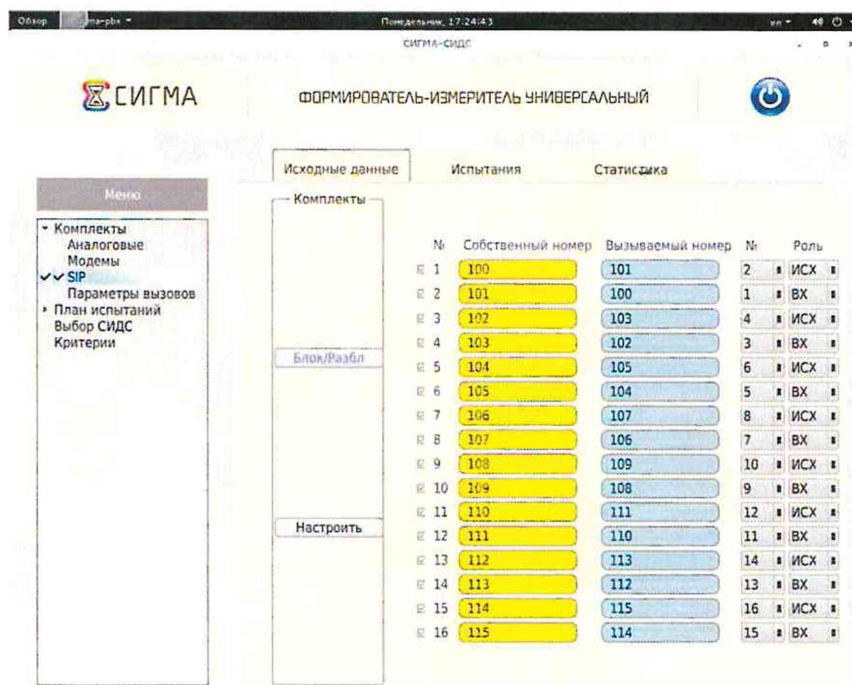 Обзор sigma-pbx Понедельник, 17:24:43 en
СИГМА-СИДС
СИГМА ФОРМИРОВАТЕЛЬ-ИЗМЕРИТЕЛЬ УНИВЕРСАЛЬНЫЙ
Исходные данные Испытания Статистика
Меню
Комплекты
Аналоговые
Модемы
SIP
Параметры вызовов
План испытаний
Выбор СИДС
Критерии
Комплекты
Блок/Разбл
Настроить
№ Собственный номер Вызываемый номер № Роль
1 100 101 2 ИСХ
2 101 100 1 ВХ
3 102 103 4 ИСХ
4 103 102 3 ВХ
5 104 105 6 ИСХ
6 105 104 5 ВХ
7 106 107 8 ИСХ
8 107 106 7 ВХ
9 108 109 10 ИСХ
10 109 108 9 ВХ
11 110 111 12 ИСХ
12 111 110 11 ВХ
13 112 113 14 ИСХ
14 113 112 13 ВХ
15 114 115 16 ИСХ
16 115 114 15 ВХ